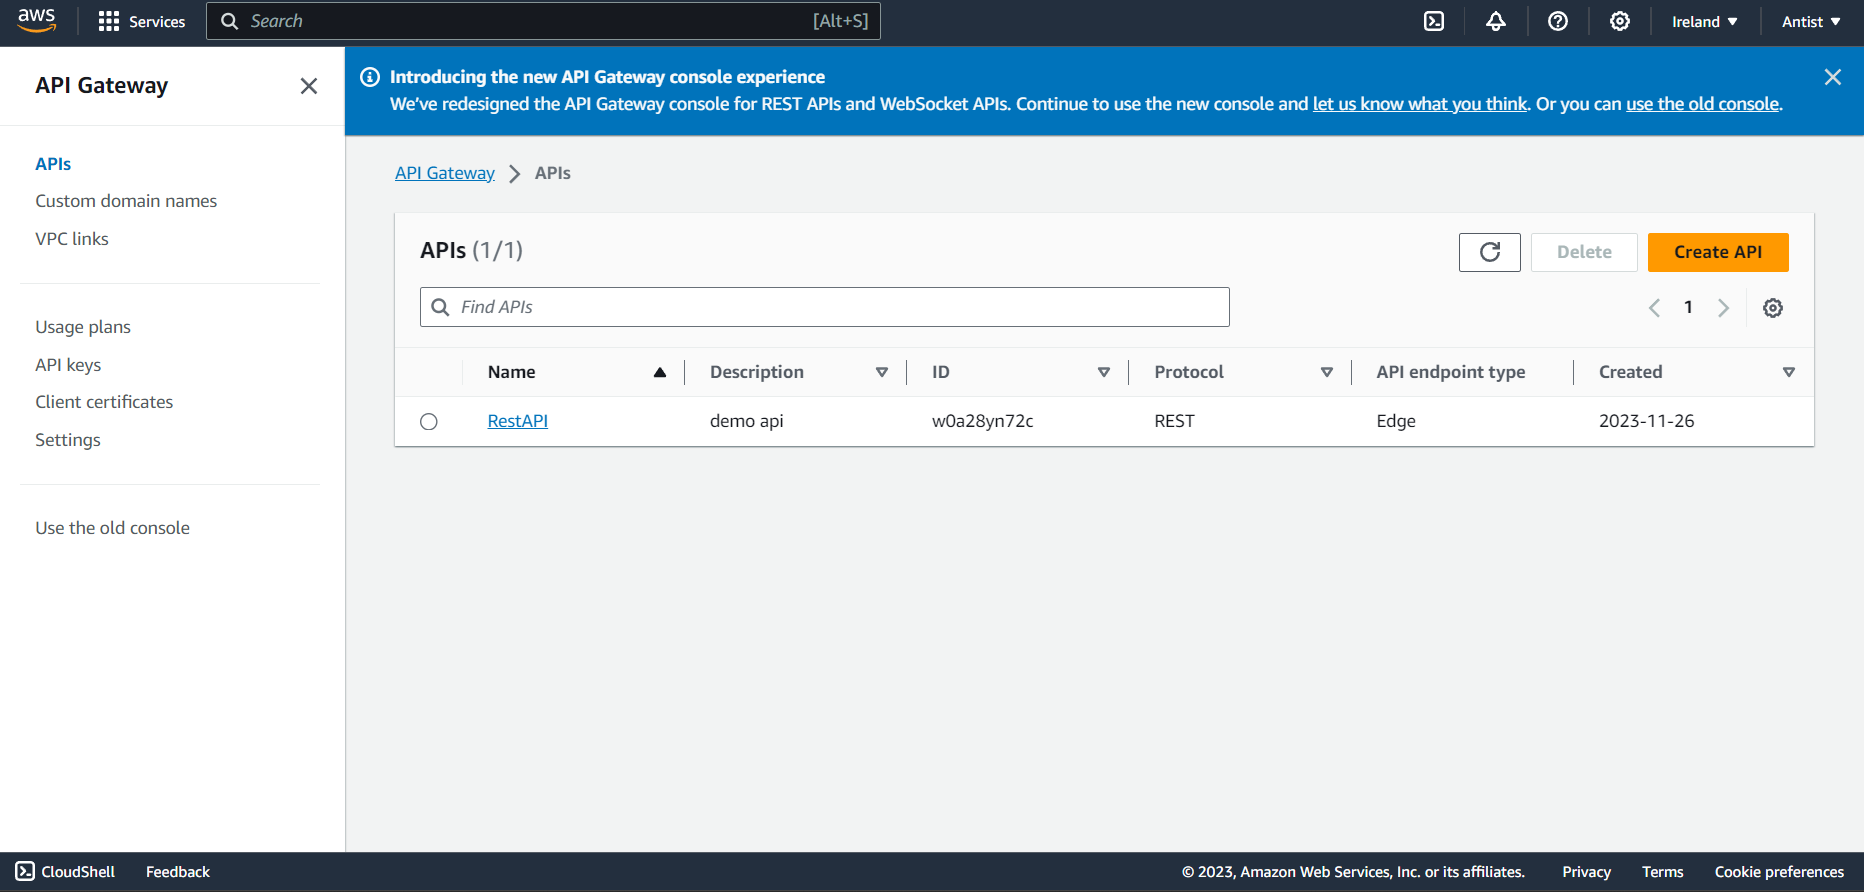 aws Services Search [Alt+S] Ireland Antist
API Gateway
APIs
Custom domain names
VPC links
Usage plans
API keys
Client certificates
Settings
Use the old console
Introducing the new API Gateway console experience
We've redesigned the API Gateway console for REST APIs and WebSocket APIs. Continue to use the new console and let us know what you think. Or you can use the old console.
API Gateway APIs
APIs (1/1) Delete Create API
Find APIs 1
Name Description ID Protocol API endpoint type Created
RestAPI demo api w0a28yn72c REST Edge 2023-11-26
CloudShell Feedback © 2023, Amazon Web Services, Inc. or its affiliates. Privacy Terms Cookie preferences